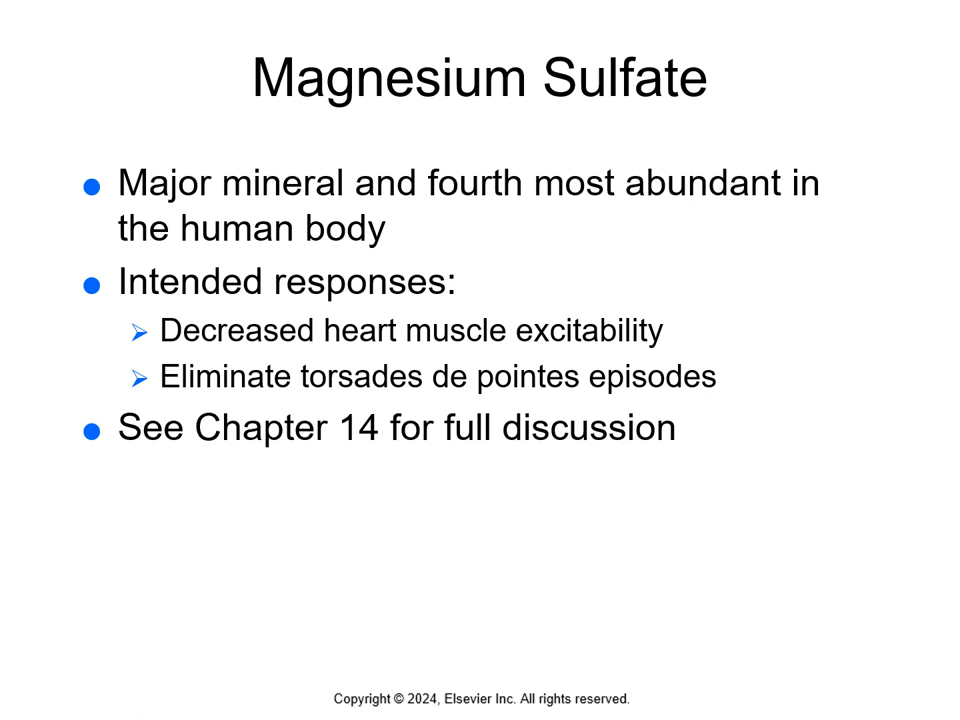 Magnesium Sulfate
● Major mineral and fourth most abundant in
the human body
● Intended responses:
➢ Decreased heart muscle excitability
➢ Eliminate torsades de pointes episodes
● See Chapter 14 for full discussion
Copyright © 2024, Elsevier Inc. All rights reserved.